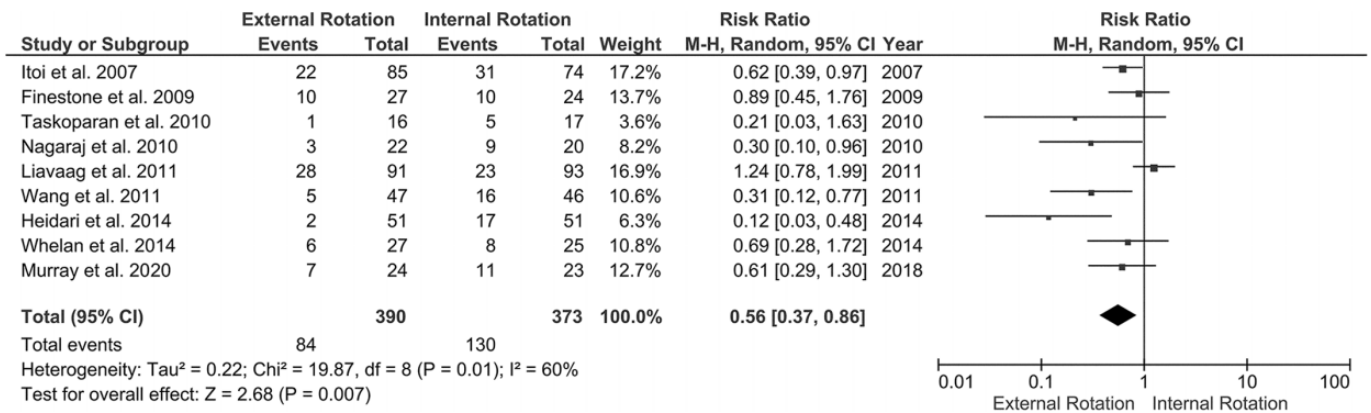 External Rotation Internal Rotation Risk Ratio Risk Ratio
Study or Subgroup Events Total Events Total Weight M-H, Random, 95% CI Year M-H, Random, 95% CI
Itoi et al. 2007 22 85 31 74 17.2% 0.62 [0.39, 0.97] 2007
Finestone et al. 2009 10 27 10 24 13.7% 0.89 [0.45, 1.76] 2009
Taskoparan et al. 2010 1 16 5 17 3.6% 0.21 [0.03, 1.63] 2010
Nagaraj et al. 2010 3 22 9 20 8.2% 0.30 [0.10, 0.96] 2010
Liavaag et al. 2011 28 91 23 93 16.9% 1.24 [0.78, 1.99] 2011
Wang et al. 2011 5 47 16 46 10.6% 0.31 [0.12, 0.77] 2011
Heidari et al. 2014 2 51 17 51 6.3% 0.12 [0.03, 0.48] 2014
Whelan et al. 2014 6 27 8 25 10.8% 0.69 [0.28, 1.72] 2014
Murray et al. 2020 7 24 11 23 12.7% 0.61 [0.29, 1.30] 2018
Total (95% CI) 390 373 100.0% 0.56 [0.37, 0.86]
Total events 84 130
Heterogeneity: Tau² = 0.22; Chi² = 19.87, df = 8 (P = 0.01); I² = 60%
Test for overall effect: Z = 2.68 (P = 0.007)
0.01 0.1 1 10 100
External Rotation Internal Rotation